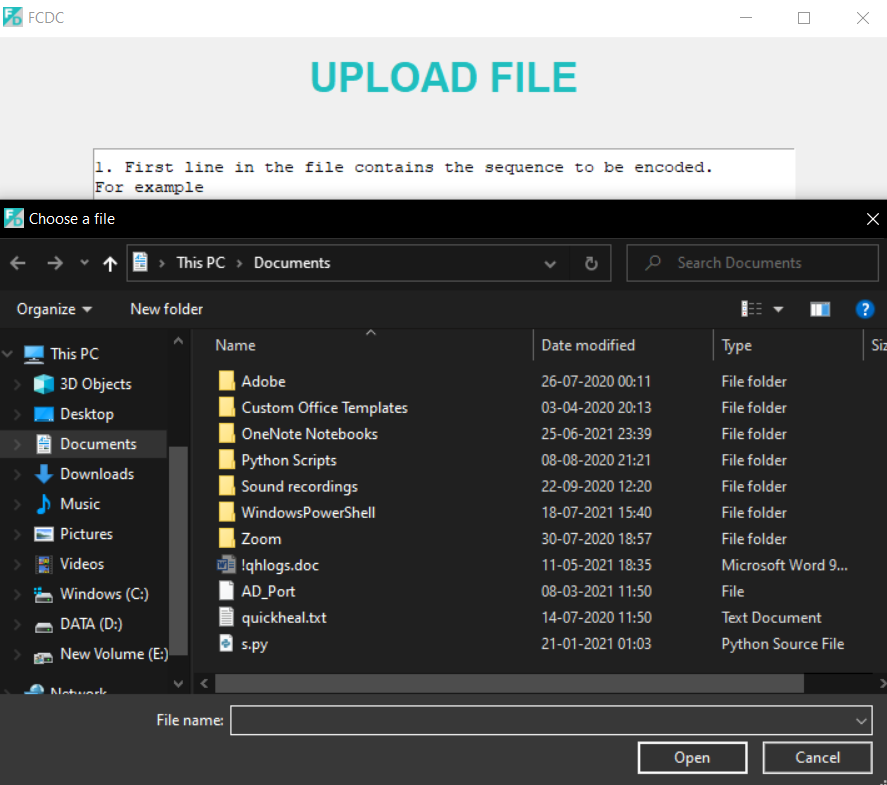 FCDC
UPLOAD FILE
1. First line in the file contains the sequence to be encoded.
For example
Choose a file
This PC > Documents
Search Documents
Organize New folder ?
Name Date modified Type Siz
This PC
3D Objects
Desktop
Documents
Downloads
Music
Pictures
Videos
Windows (C:)
DATA (D:)
New Volume (E:)
Network
Adobe 26-07-2020 00:11 File folder
Custom Office Templates 03-04-2020 20:13 File folder
OneNote Notebooks 25-06-2021 23:39 File folder
Python Scripts 08-08-2020 21:21 File folder
Sound recordings 22-09-2020 12:20 File folder
WindowsPowerShell 18-07-2021 15:40 File folder
Zoom 30-07-2020 18:57 File folder
!qhlogs.doc 11-05-2021 18:35 Microsoft Word 9...
AD_Port 08-03-2021 11:50 File
quickheal.txt 14-07-2020 11:50 Text Document
s.py 21-01-2021 01:03 Python Source File
File name:
Open Cancel